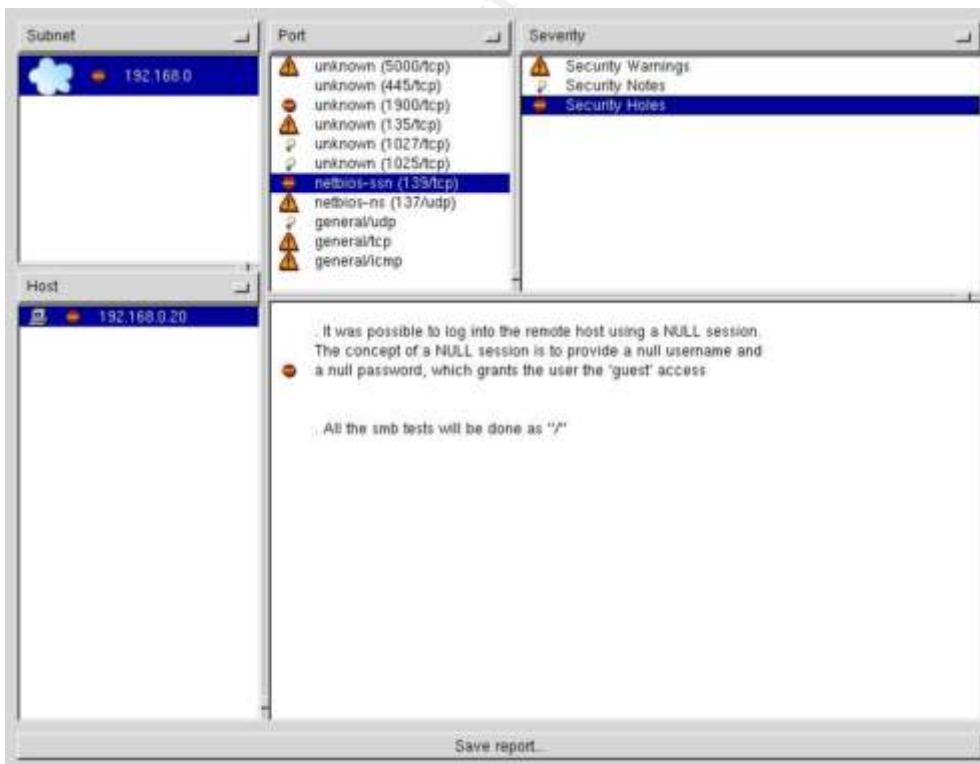 Subnet
192.168.0
Port
unknown (5000/tcp)
unknown (445/tcp)
unknown (1900/tcp)
unknown (135/tcp)
unknown (1027/tcp)
unknown (1025/tcp)
netbios-ssn (139/tcp)
netbios-ns (137/udp)
general/udp
general/tcp
general/icmp
Severity
Security Warnings
Security Notes
Security Holes
Host
192.168.0.20
. It was possible to log into the remote host using a NULL session.
The concept of a NULL session is to provide a null username and
a null password, which grants the user the 'guest' access
. All the smb tests will be done as ''/''
Save report...